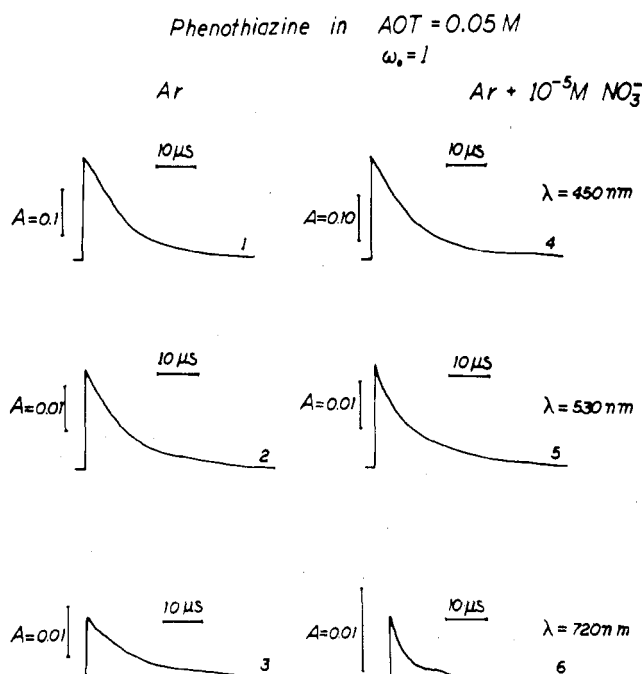 Phenothiazine in AOT = 0.05 M
ω₀ = 1
Ar
Ar + 10⁻⁵M NO₃⁻
10 μs
10 μs
A=0.1
1
A=0.10
4
λ = 450 nm
10 μs
10 μs
A=0.01
2
A=0.01
5
λ = 530 nm
10 μs
10 μs
A=0.01
3
A=0.01
6
λ = 720 nm